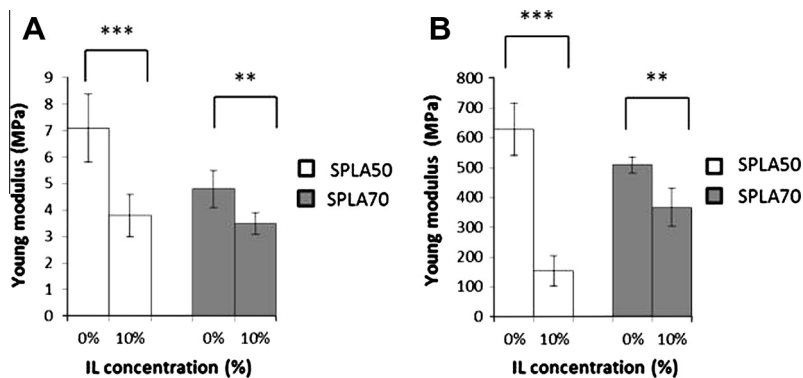 A
***
**
Young modulus (MPa)
9
8
7
6
5
4
3
2
1
0
0% 10% 0% 10%
IL concentration (%)
SPLA50
SPLA70
B
***
**
Young modulus (MPa)
800
700
600
500
400
300
200
100
0
0% 10% 0% 10%
IL concentration (%)
SPLA50
SPLA70